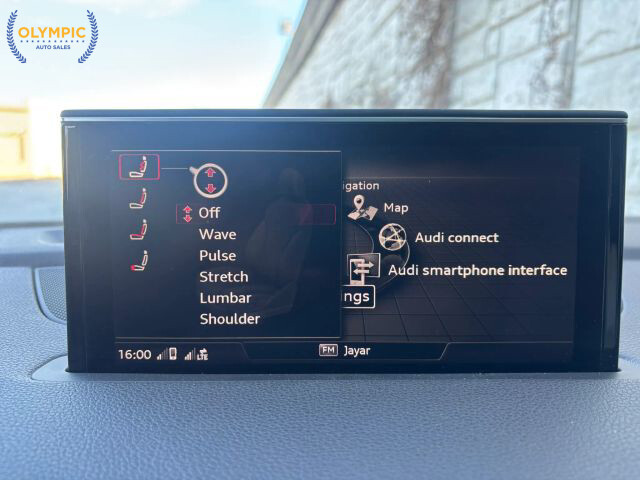 OLYMPIC
AUTO SALES
igation
Map
Audi connect
Audi smartphone interface
ngs
Off
Wave
Pulse
Stretch
Lumbar
Shoulder
16:00
LTE
FM Jayar